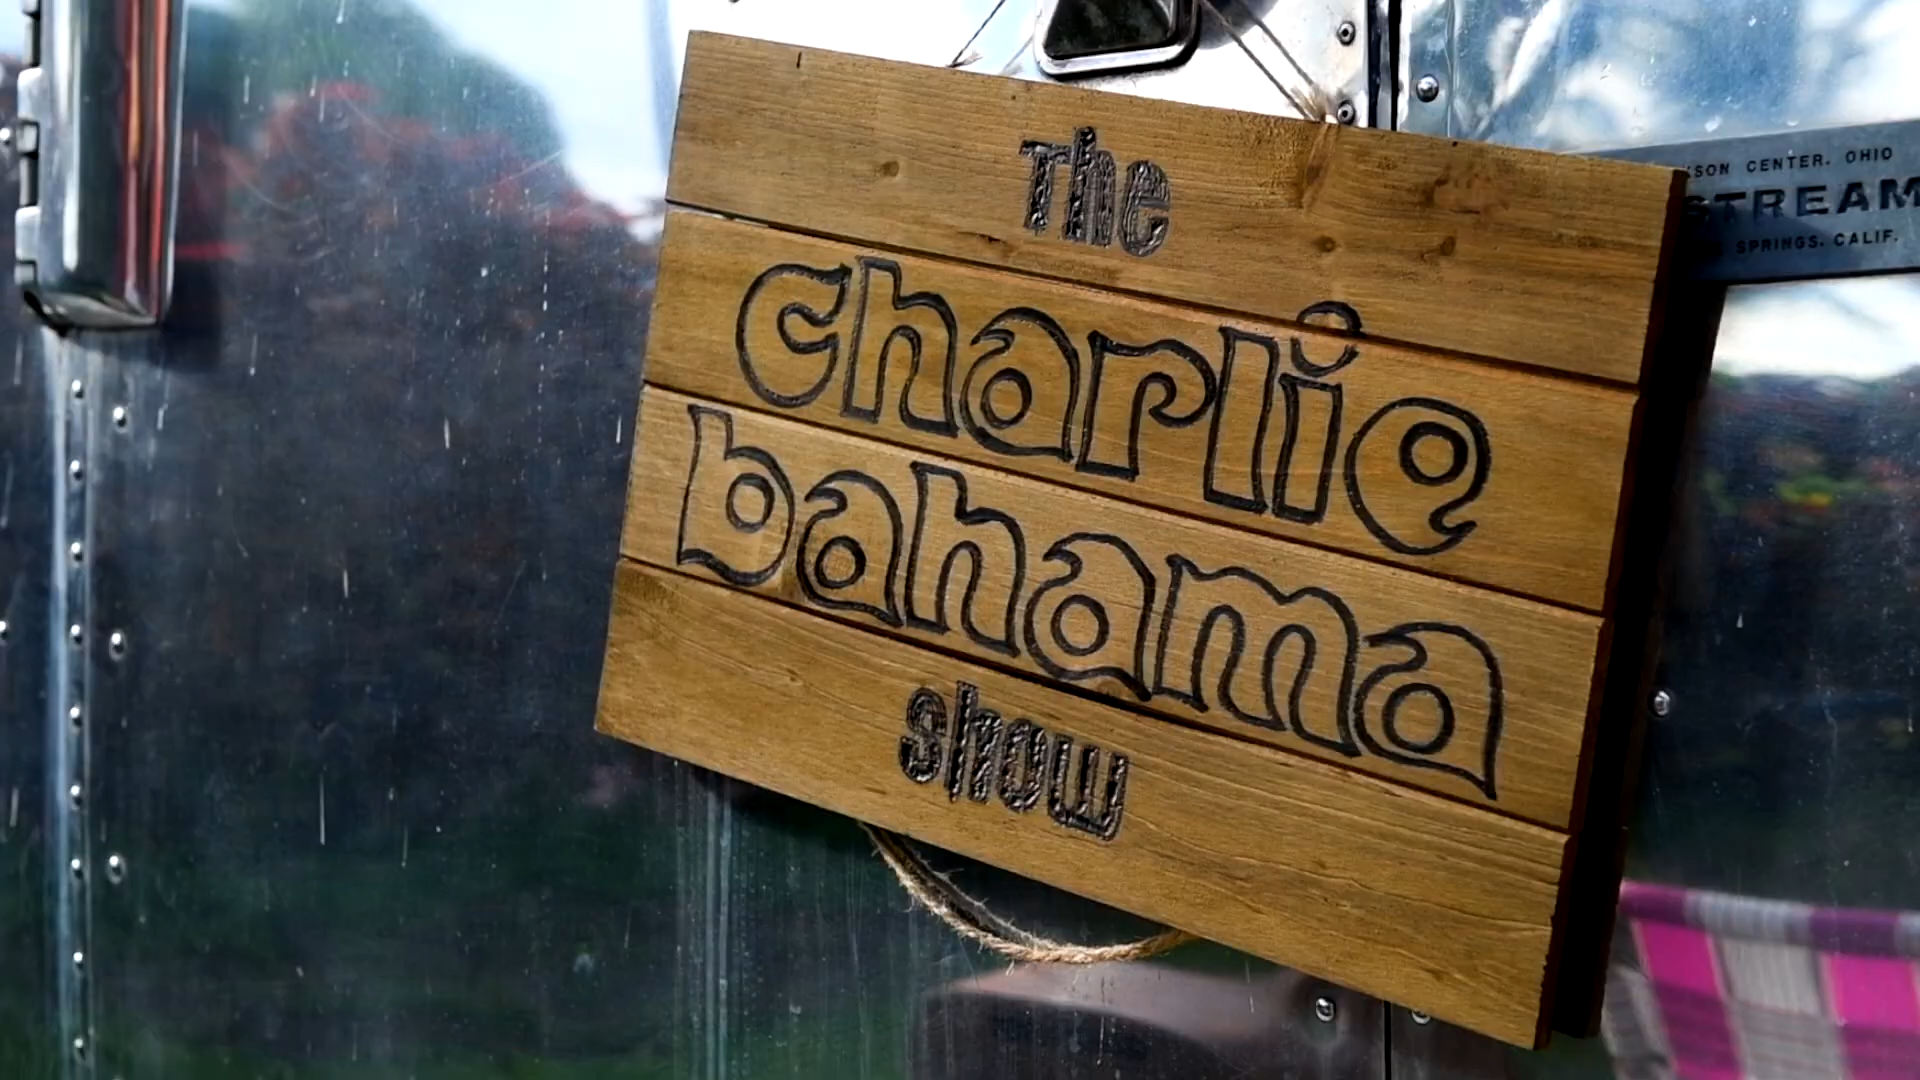 The
charlie
bahama
show
CENTER, OHIO
STREAM
SPRINGS, CALIF.